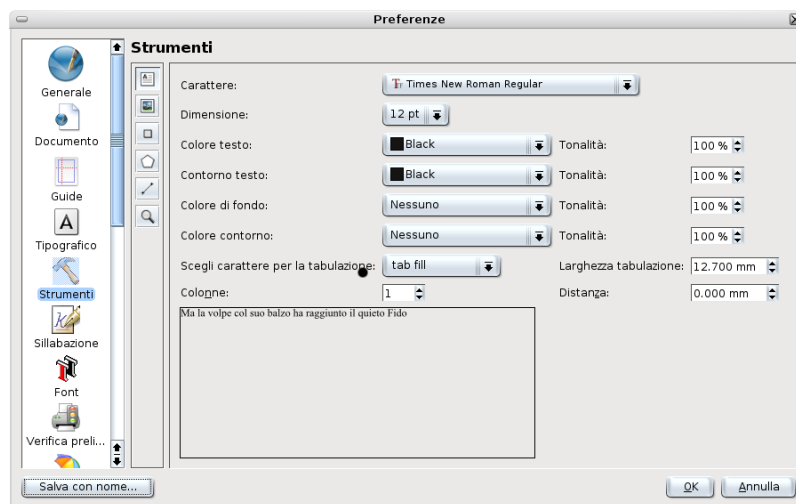 Preferenze
Strumenti
Generale
Documento
Guide
Tipografico
Strumenti
Sillabazione
Font
Verifica preli...
Carattere: Times New Roman Regular
Dimensione: 12 pt
Colore testo: Black Tonalità: 100 %
Contorno testo: Black Tonalità: 100 %
Colore di fondo: Nessuno Tonalità: 100 %
Colore contorno: Nessuno Tonalità: 100 %
Scegli carattere per la tabulazione: tab fill Larghezza tabulazione: 12.700 mm
Colonne: 1 Distanza: 0.000 mm
Ma la volpe col suo balzo ha raggiunto il quieto Fido
Salva con nome... OK Annulla